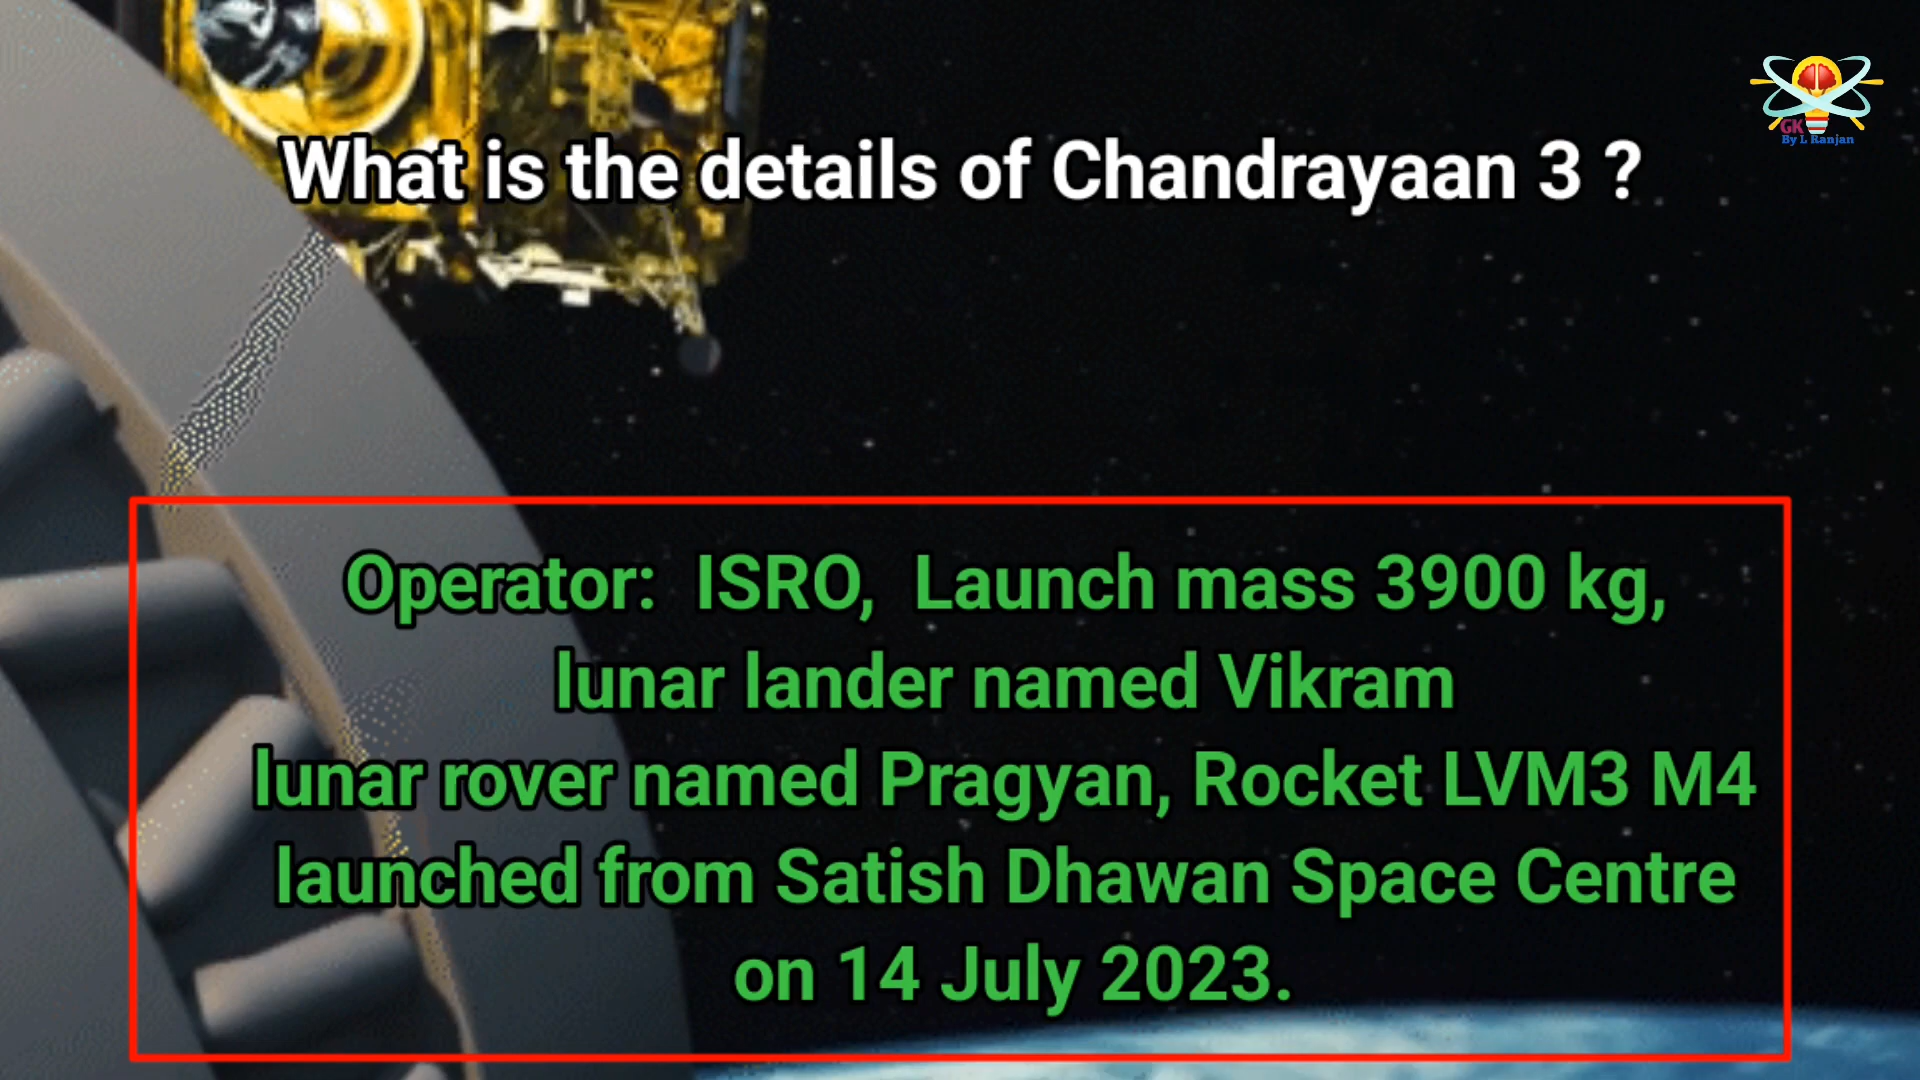 GK
By L Ranjan
What is the details of Chandrayaan 3 ?
Operator: ISRO, Launch mass 3900 kg,
lunar lander named Vikram
lunar rover named Pragyan, Rocket LVM3 M4
launched from Satish Dhawan Space Centre
on 14 July 2023.